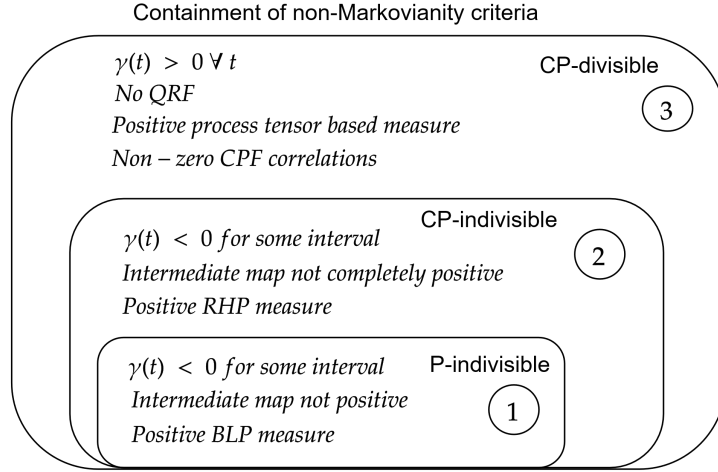 Containment of non-Markovianity criteria
γ(t) > 0 ∀ t
CP-divisible
No QRF
3
Positive process tensor based measure
Non − zero CPF correlations
CP-indivisible
γ(t) < 0 for some interval
2
Intermediate map not completely positive
Positive RHP measure
γ(t) < 0 for some interval
P-indivisible
Intermediate map not positive
1
Positive BLP measure